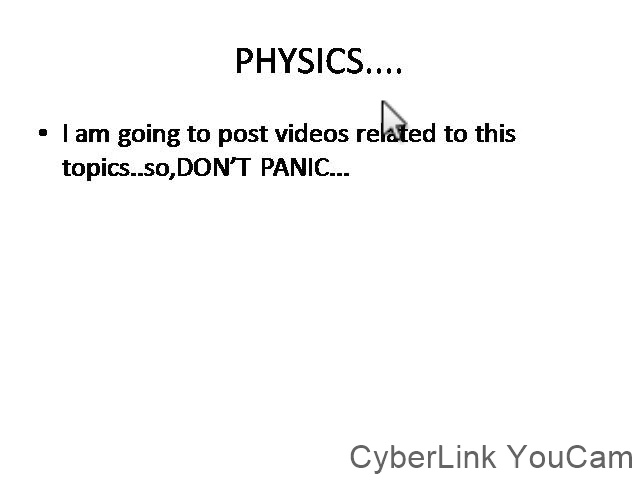 PHYSICS....
• I am going to post videos related to this
topics..so,DON’T PANIC...
CyberLink YouCam